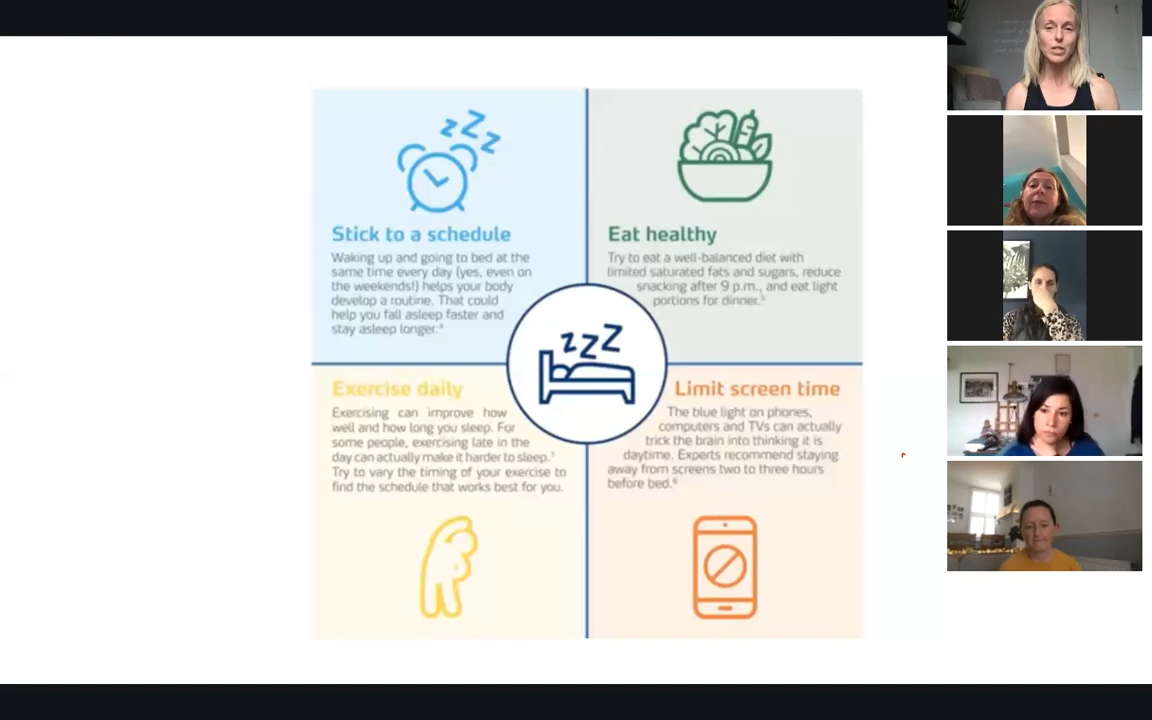 Stick to a schedule
Waking up and going to bed at the
same time every day (yes, even on
the weekends!) helps your body
develop a routine. That could
help you fall asleep faster and
stay asleep longer.
Eat healthy
Try to eat a well-balanced diet with
limited saturated fats and sugars, reduce
snacking after 9 p.m., and eat light
portions for dinner.⁵
zzz
zzz
Exercise daily
Exercising can improve how
well and how long you sleep. For
some people, exercising late in the
day can actually make it harder to sleep.⁷
Try to vary the timing of your exercise to
find the schedule that works best for you.
Limit screen time
The blue light on phones,
computers and TVs can actually
trick the brain into thinking it is
daytime. Experts recommend staying
away from screens two to three hours
before bed.